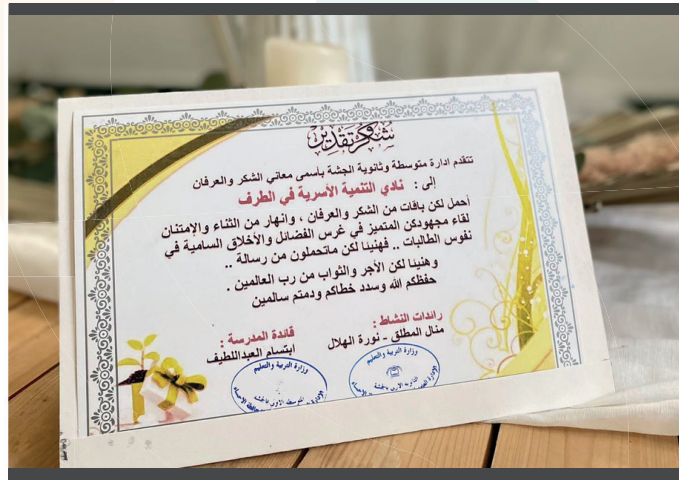 شكر وتقدير
تتقدم ادارة متوسطة وثانوية الجشة بأسمى معاني الشكر والعرفان
إلى : نادي التنمية الأسرية في الطرف
أحمل لكن باقات من الشكر والعرفان ، وانهار من الثناء والإمتنان
لقاء مجهودكن المتميز في غرس الفضائل والأخلاق السامية في
نفوس الطالبات .. فهنيئا لكن ماتحملون من رسالة ..
وهنيئا لكن الأجر والثواب من رب العالمين .
حفظكم الله وسدد خطاكم ودمتم سالمين
رائدات النشاط :
منال المطلق - نورة الهلال
قائدة المدرسة :
ابتسام العبداللطيف
وزارة التربية والتعليم
وزارة التربية والتعليم